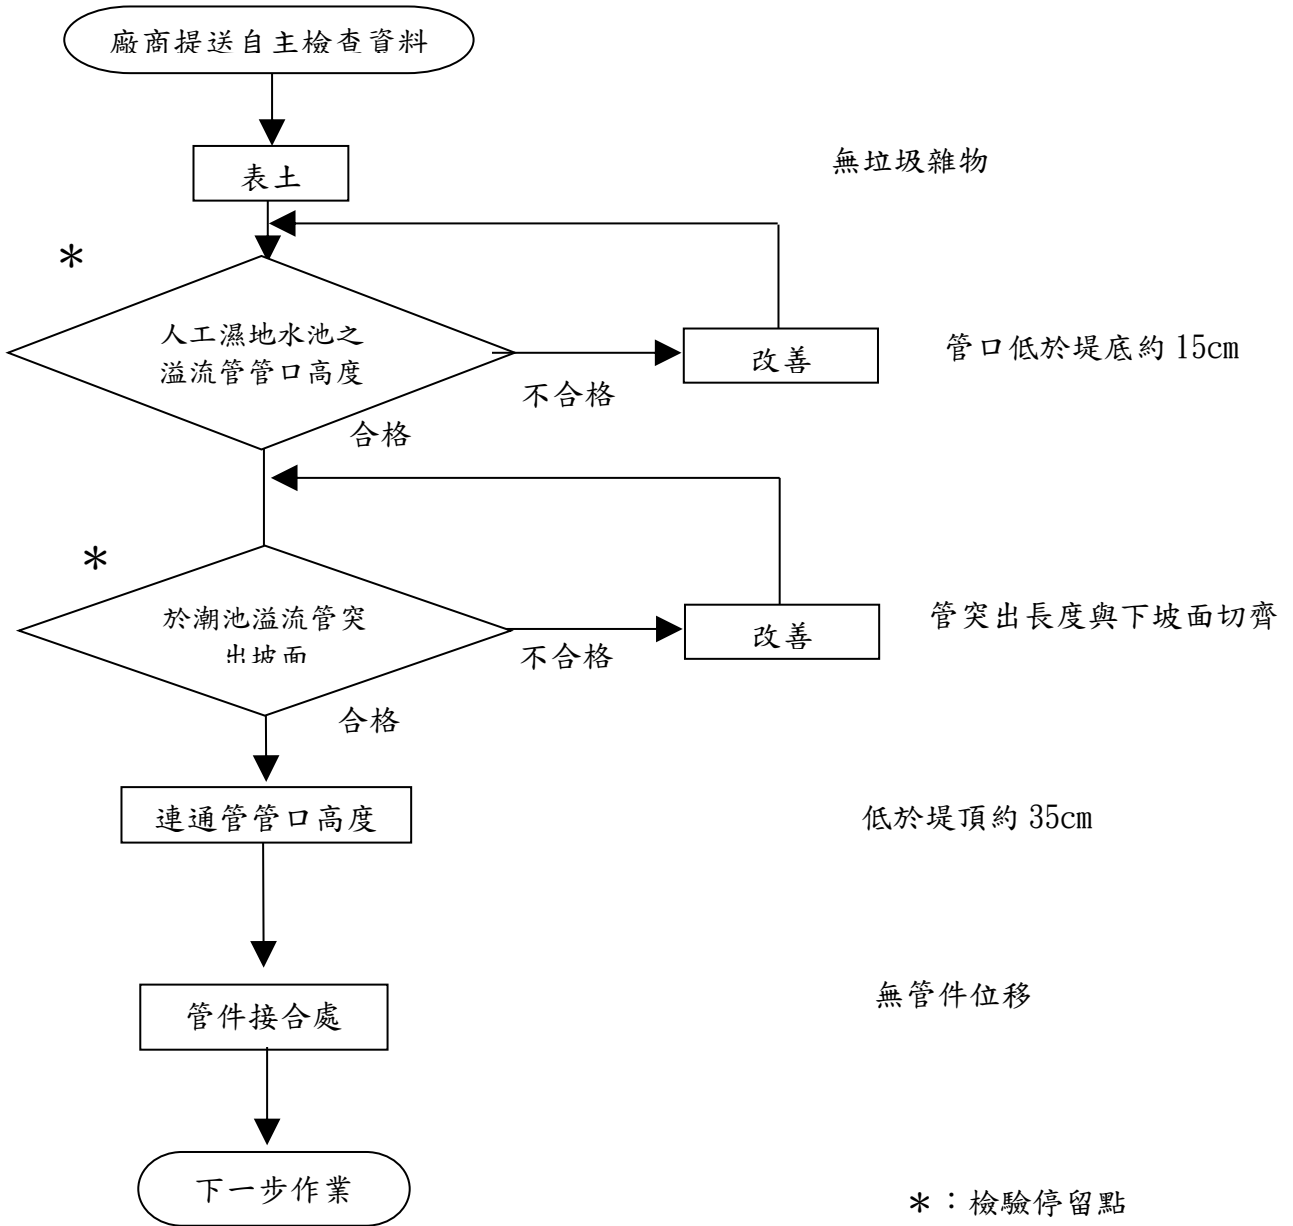 廠商提送自主檢查資料
表土
無垃圾雜物
*
人工濕地水池之
溢流管管口高度
不合格
改善
管口低於堤底約 15cm
合格
*
於潮池溢流管突
出坡面
不合格
改善
管突出長度與下坡面切齊
合格
連通管管口高度
低於堤頂約 35cm
管件接合處
無管件位移
下一步作業
*：檢驗停留點